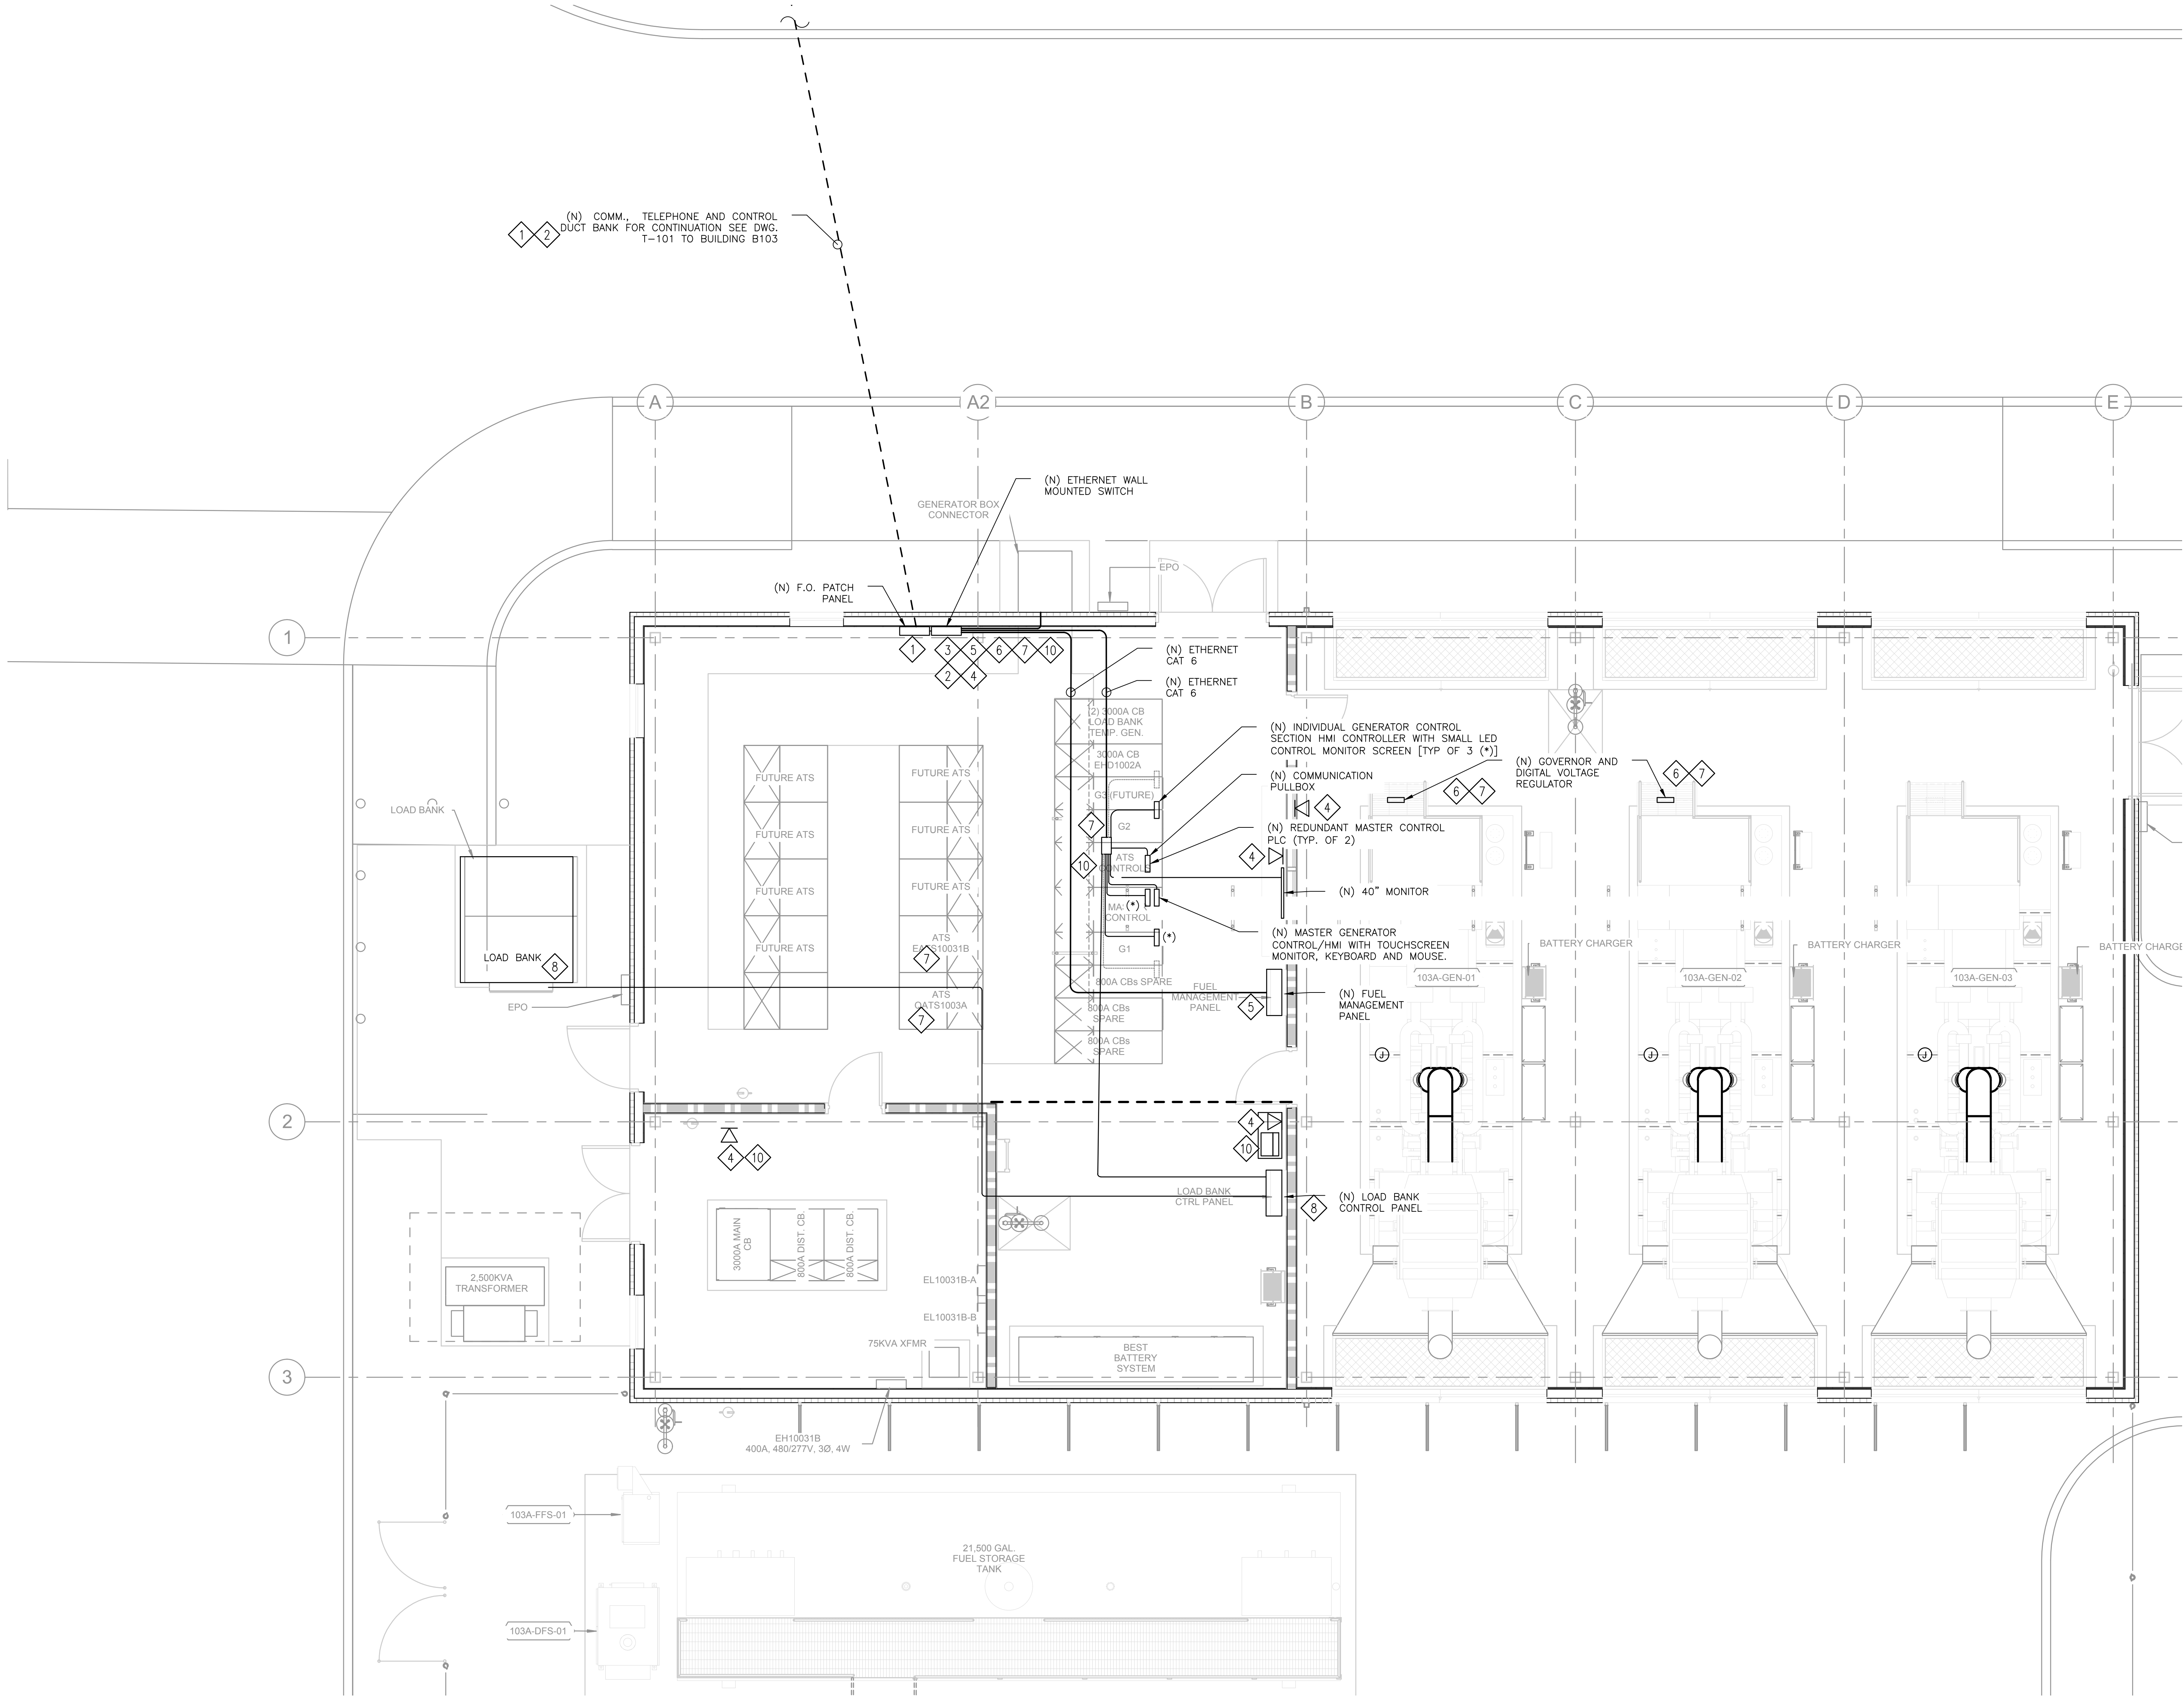 (N) COMM., TELEPHONE AND CONTROL
DUCT BANK FOR CONTINUATION SEE DWG.
T-101 TO BUILDING B103
1
2
A
A2
B
C
D
E
(N) ETHERNET WALL
MOUNTED SWITCH
GENERATOR BOX
CONNECTOR
EPO
(N) F.O. PATCH
PANEL
1
1
3
5
6
7
10
2
4
(N) ETHERNET
CAT 6
(N) ETHERNET
CAT 6
(2) 3000A CB
LOAD BANK
TEMP. GEN.
3000A CB
EHD1002A
G3 (FUTURE)
G2
7
10
ATS
CONTROL
(*)
CONTROL
(*)
G1
800A CBs SPARE
800A CBs
SPARE
800A CBs
SPARE
(N) INDIVIDUAL GENERATOR CONTROL
SECTION HMI CONTROLLER WITH SMALL LED
CONTROL MONITOR SCREEN [TYP OF 3 (*)]
(N) COMMUNICATION
PULLBOX
4
(N) REDUNDANT MASTER CONTROL
PLC (TYP. OF 2)
4
(N) 40" MONITOR
(N) MASTER GENERATOR
CONTROL/HMI WITH TOUCHSCREEN
MONITOR, KEYBOARD AND MOUSE.
(N) GOVERNOR AND
DIGITAL VOLTAGE
REGULATOR
6
7
6
7
FUTURE ATS
FUTURE ATS
FUTURE ATS
FUTURE ATS
FUTURE ATS
FUTURE ATS
FUTURE ATS
ATS
EATS10031B
7
ATS
OATS1003A
7
LOAD BANK
LOAD BANK
8
EPO
FUEL
MANAGEMENT
PANEL
5
(N) FUEL
MANAGEMENT
PANEL
BATTERY CHARGER
BATTERY CHARGER
BATTERY CHARGE
103A-GEN-01
103A-GEN-02
103A-GEN-03
J
J
J
2
4
10
4
10
LOAD BANK
CTRL PANEL
(N) LOAD BANK
CONTROL PANEL
8
3000A MAIN
CB
800A DIST. CB.
800A DIST. CB.
2,500KVA
TRANSFORMER
EL10031B-A
EL10031B-B
75KVA XFMR
BEST
BATTERY
SYSTEM
3
EH10031B
400A, 480/277V, 3Ø, 4W
103A-FFS-01
21,500 GAL.
FUEL STORAGE
TANK
103A-DFS-01